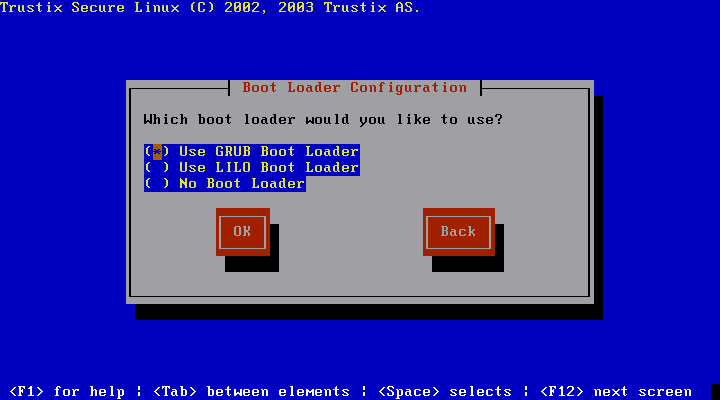 Trustix Secure Linux (C) 2002, 2003 Trustix AS.
Boot Loader Configuration
Which boot loader would you like to use?
(*) Use GRUB Boot Loader
( ) Use LILO Boot Loader
( ) No Boot Loader
OK Back
<F1> for help ¦ <Tab> between elements ¦ <Space> selects ¦ <F12> next screen